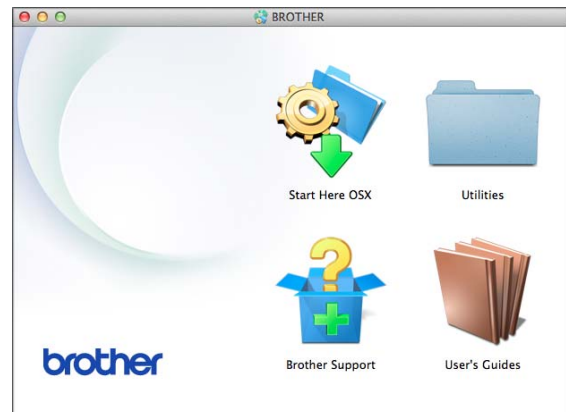 BROTHER
Start Here OSX
Utilities
Brother Support
User's Guides
brother